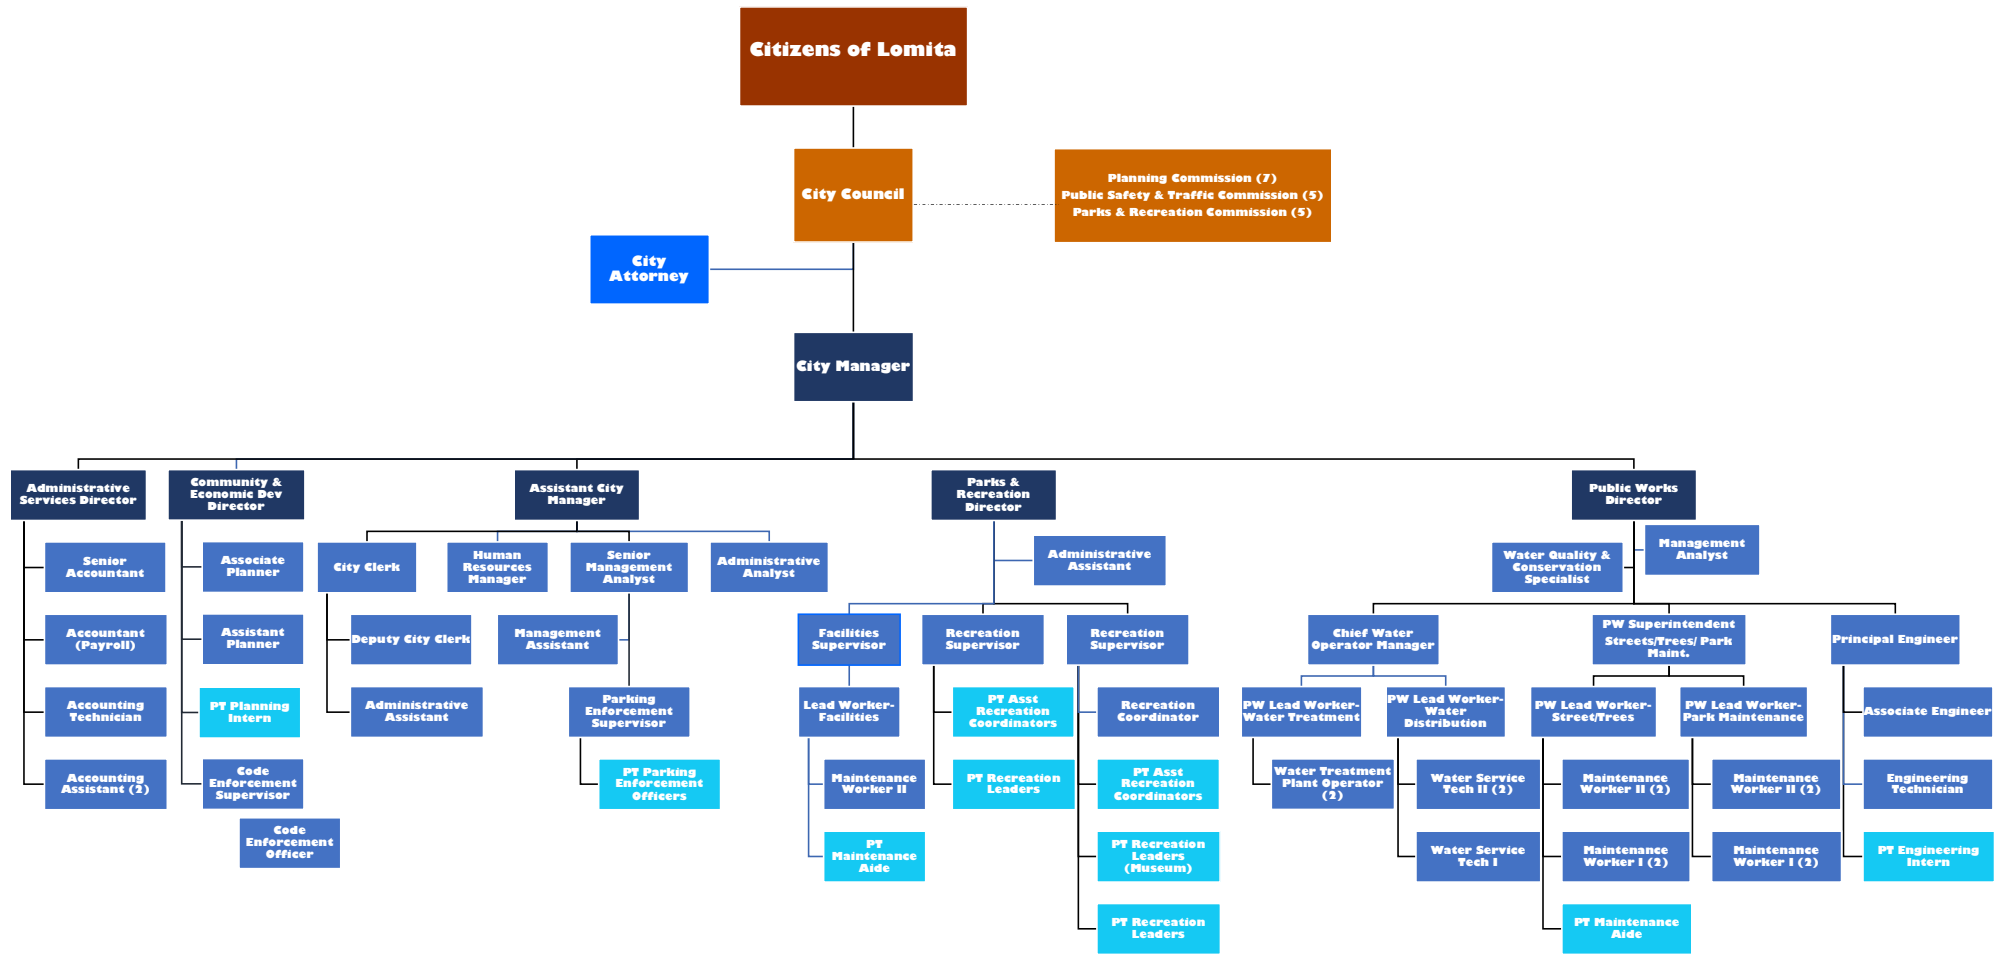 Citizens of Lomita
City Council
Planning Commission (7)
Public Safety & Traffic Commission (5)
Parks & Recreation Commission (5)
City
Attorney
City Manager
Administrative
Services Director
Community &
Economic Dev
Director
Assistant City
Manager
Parks &
Recreation
Director
Public Works
Director
Senior
Accountant
Accountant
(Payroll)
Accounting
Technician
Accounting
Assistant (2)
Associate
Planner
Assistant
Planner
PT Planning
Intern
Code
Enforcement
Supervisor
Code
Enforcement
Officer
City Clerk
Human
Resources
Manager
Senior
Management
Analyst
Administrative
Analyst
Deputy City Clerk
Administrative
Assistant
Management
Assistant
Parking
Enforcement
Supervisor
PT Parking
Enforcement
Officers
Administrative
Assistant
Facilities
Supervisor
Recreation
Supervisor
Recreation
Supervisor
Lead Worker-
Facilities
Maintenance
Worker II
PT
Maintenance
Aide
PT Asst
Recreation
Coordinators
PT Recreation
Leaders
Recreation
Coordinator
PT Asst
Recreation
Coordinators
PT Recreation
Leaders
(Museum)
PT Recreation
Leaders
Water Quality &
Conservation
Specialist
Management
Analyst
Chief Water
Operator Manager
PW Superintendent
Streets/Trees/ Park
Maint.
Principal Engineer
PW Lead Worker-
Water Treatment
PW Lead Worker-
Water
Distribution
PW Lead Worker-
Street/Trees
PW Lead Worker-
Park Maintenance
Associate Engineer
Water Treatment
Plant Operator
(2)
Water Service
Tech II (2)
Maintenance
Worker II (2)
Maintenance
Worker II (2)
Engineering
Technician
Water Service
Tech I
Maintenance
Worker I (2)
Maintenance
Worker I (2)
PT Engineering
Intern
PT Maintenance
Aide